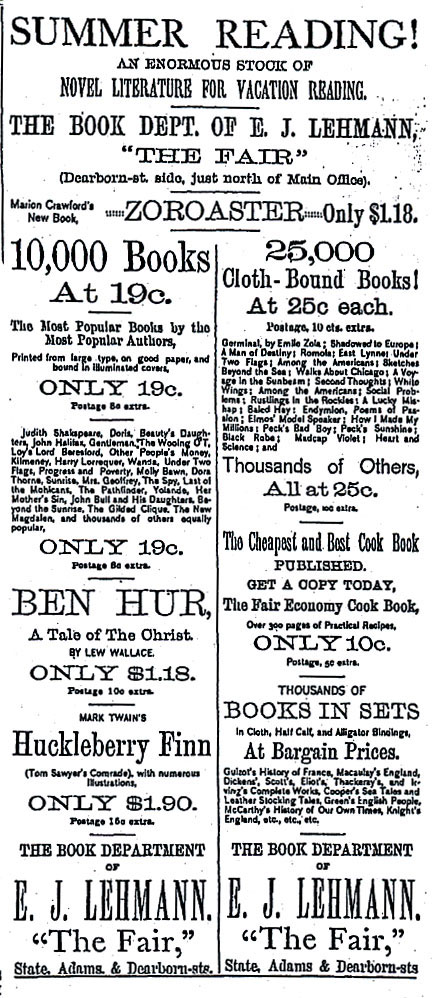 SUMMER READING!
AN ENORMOUS STOCK OF
NOVEL LITERATURE FOR VACATION READING.
THE BOOK DEPT. OF E. J. LEHMANN,
"THE FAIR"
(Dearborn-st. side, just north of Main Office).
Marion Crawford's
New Book,
ZOROASTER Only $1.18.
10,000 Books
At 19c.
The Most Popular Books by the
Most Popular Authors,
Printed from large type, on good paper, and
bound in illuminated covers,
ONLY 19c.
Postage 8c extra.
Judith Shakspere, Doris, Beauty's Daugh-
ters, John Halifax, Gentleman, The Wooing O'T,
Loy's Lord Beresford, Other People's Money,
Kilmeney, Harry Lorrequer, Wanda, Under Two
Flags, Progress and Poverty, Molly Bawn, Dora
Thorne, Sunrise, Mrs. Geoffrey, The Spy, Last
of the Mohicans, The Pathfinder, Yolande, Her
Mother's Sin, John Bull and His Daughters, Be-
yond the Sunrise, The Gilded Clique, The New
Magdalen, and thousands of others equally
popular,
ONLY 19c.
Postage 8c extra.
BEN HUR,
A Tale of The Christ.
BY LEW WALLACE.
ONLY $1.18.
Postage 10c extra.
MARK TWAIN'S
Huckleberry Finn
(Tom Sawyer's Comrade), with numerous
Illustrations,
ONLY $1.90.
Postage 16c extra.
THE BOOK DEPARTMENT
OF
E. J. LEHMANN.
"The Fair,"
State, Adams & Dearborn-sts.
25,000
Cloth-Bound Books!
At 25c each.
Postage, 10 cts. extra.
Germinal, by Emile Zola; Shadowed to Europe;
A Man of Destiny; Romola; East Lynne; Under
Two Flags; Among the Americans; Sketches
Beyond the Sea; Walks About Chicago; A Voy-
age in the Sunbeam; Second Thoughts; White
Wings; Among the Americans; Social Prob-
lems; Rustlings in the Rockies; A Lucky Mis-
hap; Baled Hay; Endymion, Poems of Pas-
sion; Elmos' Model Speaker; How I Made My
Millions; Peck's Bad Boy; Peck's Sunshine;
Black Robe; Madcap Violet; Heart and
Science; and
Thousands of Others,
All at 25c.
Postage, 10c extra.
The Cheapest and Best Cook Book
PUBLISHED.
GET A COPY TODAY,
The Fair Economy Cook Book,
Over 300 pages of Practical Recipes,
ONLY 10c.
Postage, 5c extra.
THOUSANDS OF
BOOKS IN SETS
In Cloth, Half Calf, and Alligator Bindings,
At Bargain Prices.
Guizot's History of France, Macaulay's England,
Dickens', Scott's, Eliot's, Thackeray's, and Ir-
ving's Complete Works, Cooper's Sea Tales and
Leather Stocking Tales, Green's English People,
McCarthy's History of Our Own Times, Knight's
England, etc., etc., etc.
THE BOOK DEPARTMENT
OF
E. J. LEHMANN.
"The Fair,"
State, Adams & Dearborn-sts